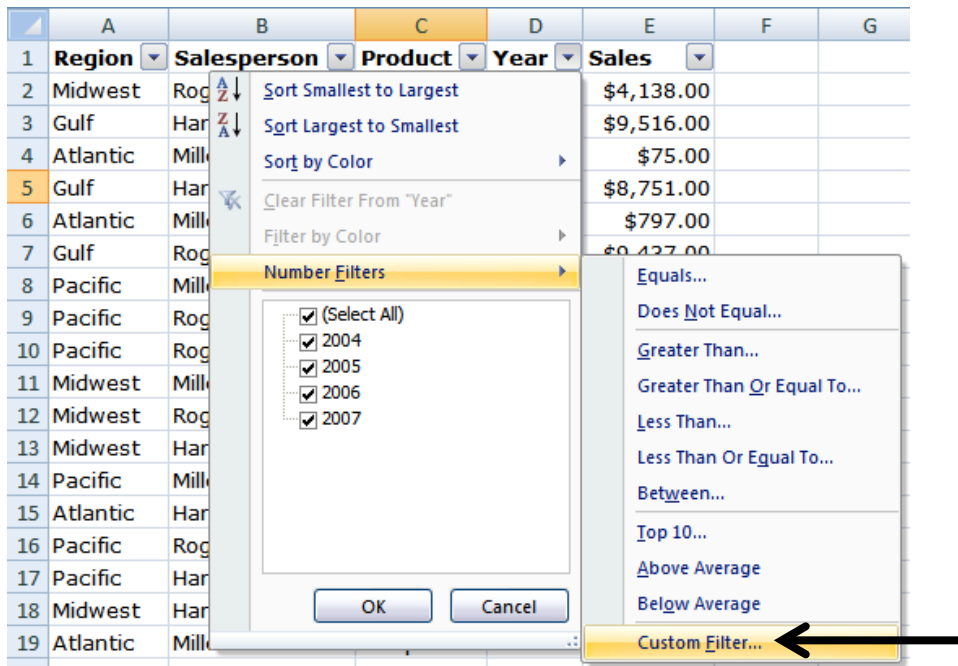 A B C D E F G
1 Region Salesperson Product Year Sales
2 Midwest Rog $4,138.00
3 Gulf Har $9,516.00
4 Atlantic Mill $75.00
5 Gulf Har $8,751.00
6 Atlantic Mill $797.00
7 Gulf Rog $9,437.00
8 Pacific Mill
9 Pacific Rog
10 Pacific Rog
11 Midwest Mill
12 Midwest Rog
13 Midwest Har
14 Pacific Mill
15 Atlantic Har
16 Pacific Rog
17 Pacific Har
18 Midwest Har
19 Atlantic Mill
Sort Smallest to Largest
Sort Largest to Smallest
Sort by Color
Clear Filter From "Year"
Filter by Color
Number Filters
(Select All)
2004
2005
2006
2007
OK Cancel
Equals...
Does Not Equal...
Greater Than...
Greater Than Or Equal To...
Less Than...
Less Than Or Equal To...
Between...
Top 10...
Above Average
Below Average
Custom Filter...